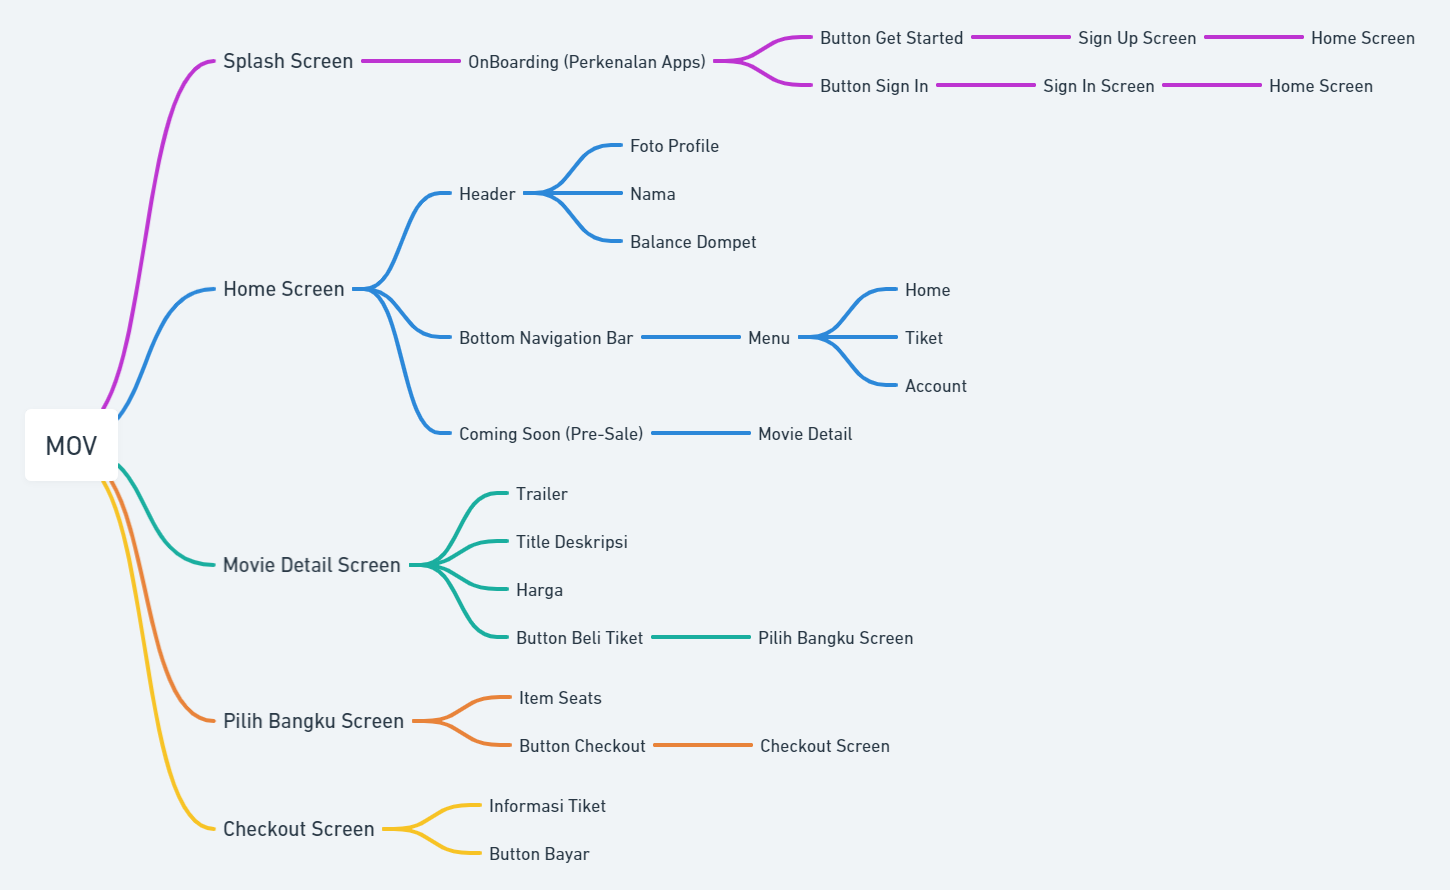 MOV
Splash Screen
OnBoarding (Perkenalan Apps)
Button Get Started
Sign Up Screen
Home Screen
Button Sign In
Sign In Screen
Home Screen
Home Screen
Header
Foto Profile
Nama
Balance Dompet
Bottom Navigation Bar
Menu
Home
Tiket
Account
Coming Soon (Pre-Sale)
Movie Detail
Movie Detail Screen
Trailer
Title Deskripsi
Harga
Button Beli Tiket
Pilih Bangku Screen
Pilih Bangku Screen
Item Seats
Button Checkout
Checkout Screen
Checkout Screen
Informasi Tiket
Button Bayar